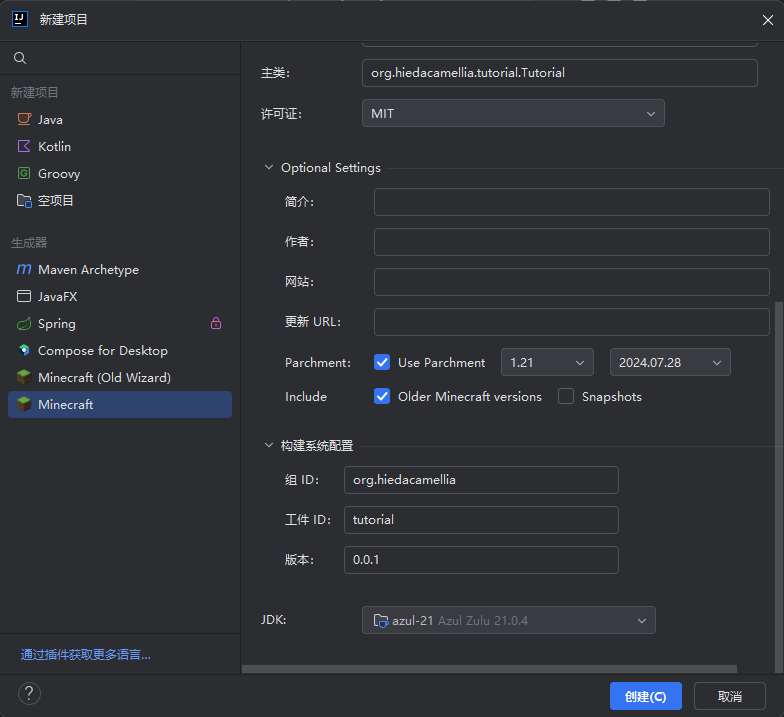 新建项目
新建项目
Java
Kotlin
Groovy
空项目
生成器
Maven Archetype
JavaFX
Spring
Compose for Desktop
Minecraft (Old Wizard)
Minecraft
通过插件获取更多语言...
主类: org.hiedacamellia.tutorial.Tutorial
许可证: MIT
Optional Settings
简介:
作者:
网站:
更新 URL:
Parchment: Use Parchment 1.21 2024.07.28
Include Older Minecraft versions Snapshots
构建系统配置
组 ID: org.hiedacamellia
工件 ID: tutorial
版本: 0.0.1
JDK: azul-21 Azul Zulu 21.0.4
? 创建(C) 取消